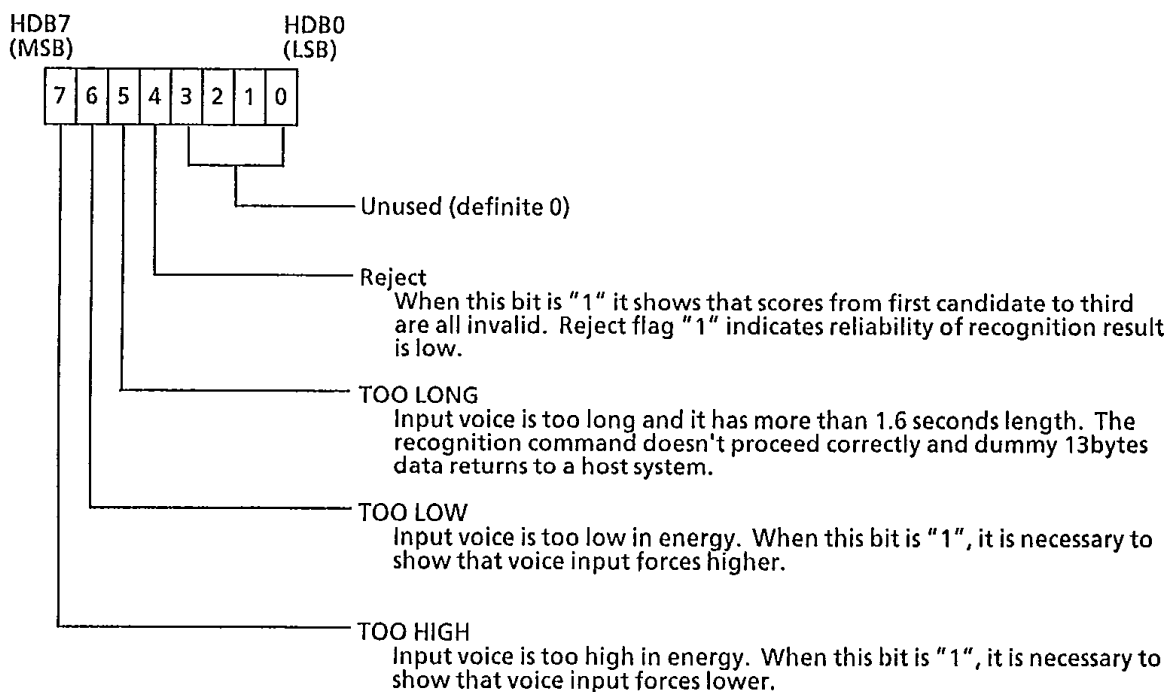 HDB7 HDB0
(MSB) (LSB)
7 6 5 4 3 2 1 0
Unused (definite 0)
Reject
When this bit is "1" it shows that scores from first candidate to third
are all invalid. Reject flag "1" indicates reliability of recognition result
is low.
TOO LONG
Input voice is too long and it has more than 1.6 seconds length. The
recognition command doesn't proceed correctly and dummy 13bytes
data returns to a host system.
TOO LOW
Input voice is too low in energy. When this bit is "1", it is necessary to
show that voice input forces higher.
TOO HIGH
Input voice is too high in energy. When this bit is "1", it is necessary to
show that voice input forces lower.